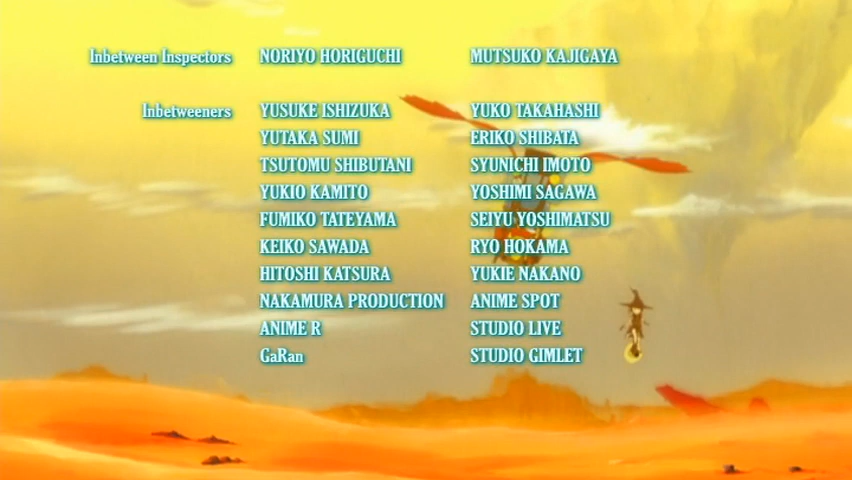 Inbetween Inspectors NORIYO HORIGUCHI MUTSUKO KAJIGAYA
Inbetweeners YUSUKE ISHIZUKA YUKO TAKAHASHI
YUTAKA SUMI ERIKO SHIBATA
TSUTOMU SHIBUTANI SYUNICHI IMOTO
YUKIO KAMITO YOSHIMI SAGAWA
FUMIKO TATEYAMA SEIYU YOSHIMATSU
KEIKO SAWADA RYO HOKAMA
HITOSHI KATSURA YUKIE NAKANO
NAKAMURA PRODUCTION ANIME SPOT
ANIME R STUDIO LIVE
GaRan STUDIO GIMLET